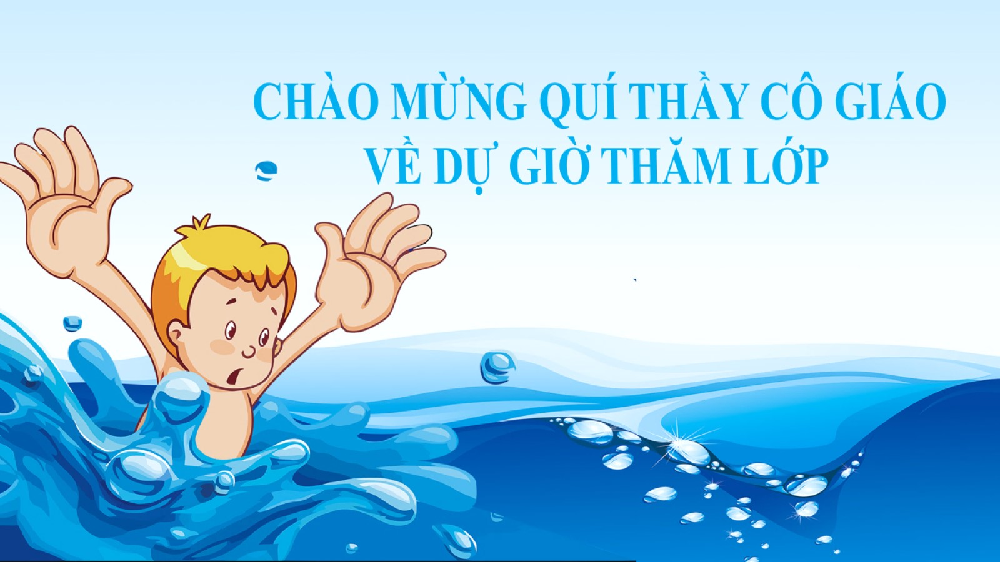 CHÀO MỪNG QUÍ THẦY CÔ GIÁO
VỀ DỰ GIỜ THĂM LỚP